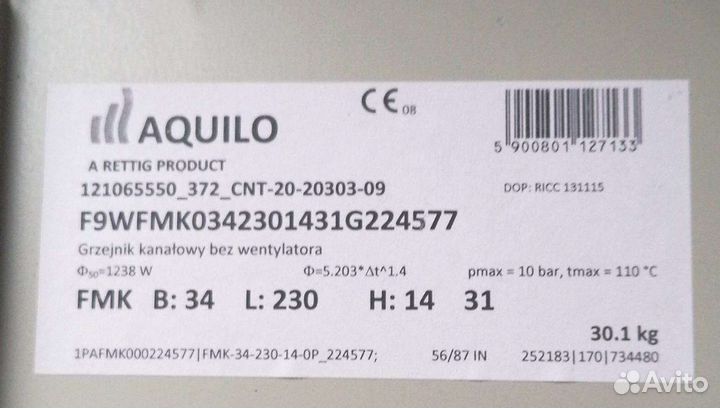 AQUILO
CE 08
5 900801 127133
A RETTIG PRODUCT
121065550_372_CNT-20-20303-09
DOP: RICC 131115
F9WFMK0342301431G224577
Grzejnik kanałowy bez wentylatora
Φ₅₀=1238 W Φ=5.203*Δt^1.4 pmax = 10 bar, tmax = 110 °C
FMK B: 34 L: 230 H: 14 31
30.1 kg
1PAFMK000224577|FMK-34-230-14-0P_224577; 56/87 IN 252183|170|734480
Avito